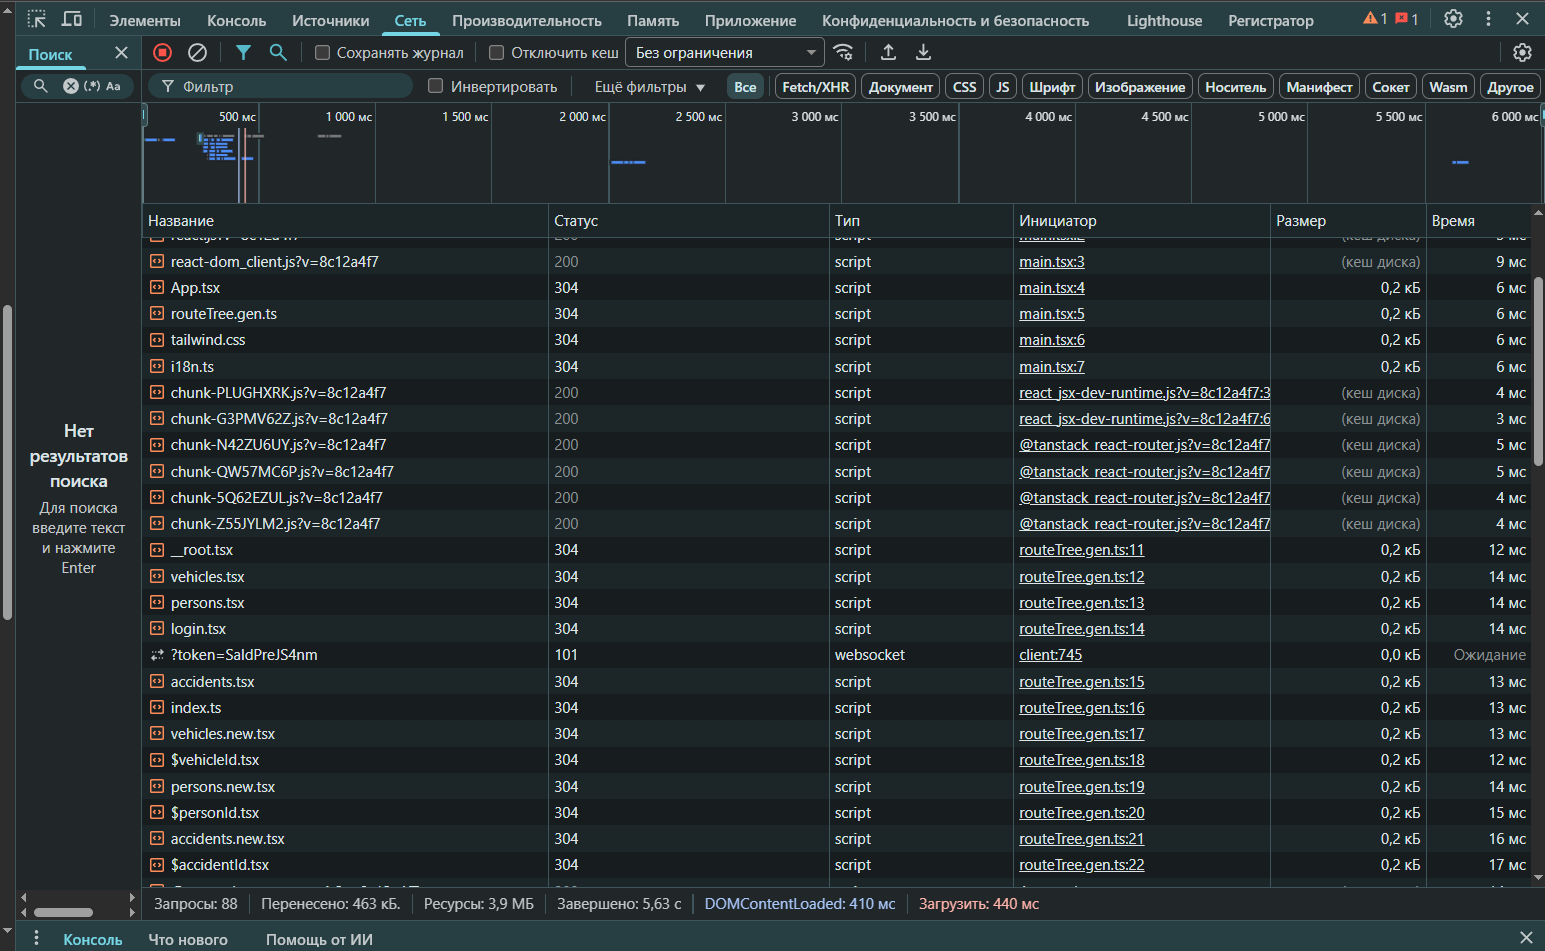 Элементы Консоль Источники Сеть Производительность Память Приложение Конфиденциальность и безопасность Lighthouse Регистратор 1 1
Поиск Сохранять журнал Отключить кеш Без ограничения
(.*) Aa Фильтр Инвертировать Ещё фильтры Все Fetch/XHR Документ CSS JS Шрифт Изображение Носитель Манифест Сокет Wasm Другое
500 мс 1 000 мс 1 500 мс 2 000 мс 2 500 мс 3 000 мс 3 500 мс 4 000 мс 4 500 мс 5 000 мс 5 500 мс 6 000 мс
Название Статус Тип Инициатор Размер Время
react-dom_client.js?v=8c12a4f7 200 script main.tsx:3 (кеш диска) 9 мс
App.tsx 304 script main.tsx:4 0,2 кБ 6 мс
routeTree.gen.ts 304 script main.tsx:5 0,2 кБ 6 мс
tailwind.css 304 script main.tsx:6 0,2 кБ 6 мс
i18n.ts 304 script main.tsx:7 0,2 кБ 6 мс
chunk-PLUGHXRK.js?v=8c12a4f7 200 script react_jsx-dev-runtime.js?v=8c12a4f7:3 (кеш диска) 4 мс
chunk-G3PMV62Z.js?v=8c12a4f7 200 script react_jsx-dev-runtime.js?v=8c12a4f7:6 (кеш диска) 3 мс
chunk-N42ZU6UY.js?v=8c12a4f7 200 script @tanstack_react-router.js?v=8c12a4f7 (кеш диска) 5 мс
chunk-QW57MC6P.js?v=8c12a4f7 200 script @tanstack_react-router.js?v=8c12a4f7 (кеш диска) 5 мс
chunk-5Q62EZUL.js?v=8c12a4f7 200 script @tanstack_react-router.js?v=8c12a4f7 (кеш диска) 4 мс
chunk-Z55JYLM2.js?v=8c12a4f7 200 script @tanstack_react-router.js?v=8c12a4f7 (кеш диска) 4 мс
__root.tsx 304 script routeTree.gen.ts:11 0,2 кБ 12 мс
vehicles.tsx 304 script routeTree.gen.ts:12 0,2 кБ 14 мс
persons.tsx 304 script routeTree.gen.ts:13 0,2 кБ 14 мс
login.tsx 304 script routeTree.gen.ts:14 0,2 кБ 14 мс
?token=SaldPreJS4nm 101 websocket client:745 0,0 кБ Ожидание
accidents.tsx 304 script routeTree.gen.ts:15 0,2 кБ 13 мс
index.ts 304 script routeTree.gen.ts:16 0,2 кБ 13 мс
vehicles.new.tsx 304 script routeTree.gen.ts:17 0,2 кБ 13 мс
$vehicleId.tsx 304 script routeTree.gen.ts:18 0,2 кБ 12 мс
persons.new.tsx 304 script routeTree.gen.ts:19 0,2 кБ 14 мс
$personId.tsx 304 script routeTree.gen.ts:20 0,2 кБ 15 мс
accidents.new.tsx 304 script routeTree.gen.ts:21 0,2 кБ 16 мс
$accidentId.tsx 304 script routeTree.gen.ts:22 0,2 кБ 17 мс
Нет
результатов
поиска
Для поиска
введите текст
и нажмите
Enter
Запросы: 88 Перенесено: 463 кБ. Ресурсы: 3,9 МБ Завершено: 5,63 с DOMContentLoaded: 410 мс Загрузить: 440 мс
Консоль Что нового Помощь от ИИ